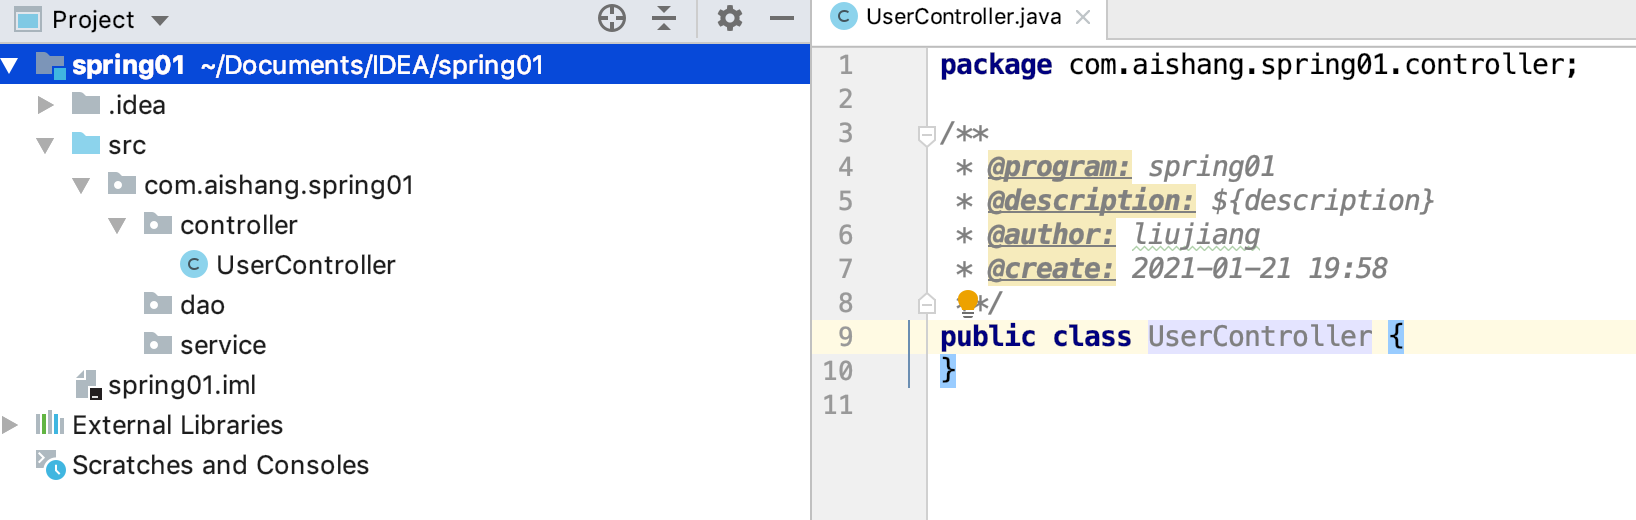 Project
spring01 ~/Documents/IDEA/spring01
.idea
src
com.aishang.spring01
controller
UserController
dao
service
spring01.iml
External Libraries
Scratches and Consoles
UserController.java
1 package com.aishang.spring01.controller;
2
3 /**
4 * @program: spring01
5 * @description: ${description}
6 * @author: liujiang
7 * @create: 2021-01-21 19:58
8 **/
9 public class UserController {
10 }
11